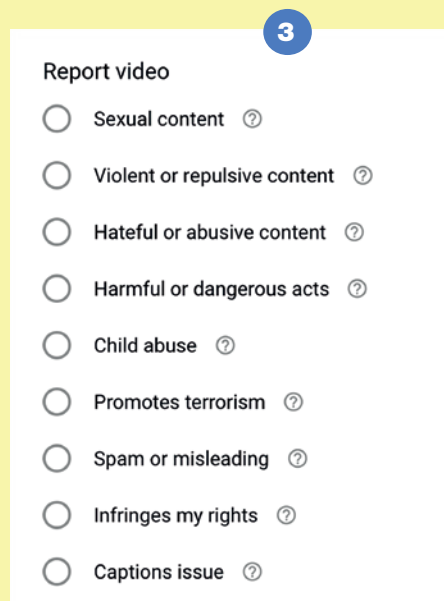 3
Report video
Sexual content
Violent or repulsive content
Hateful or abusive content
Harmful or dangerous acts
Child abuse
Promotes terrorism
Spam or misleading
Infringes my rights
Captions issue